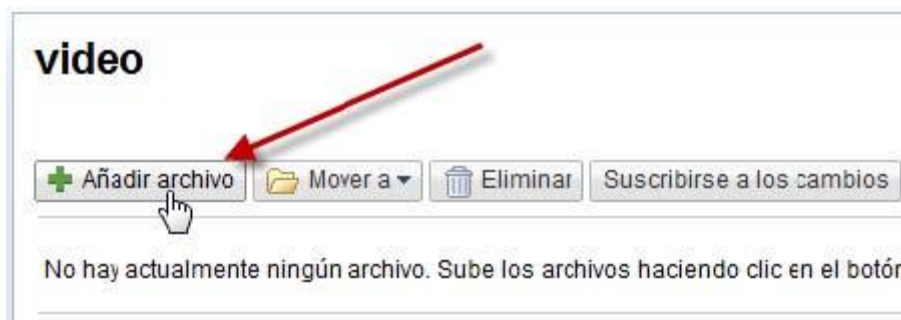 video
Añadir archivo Mover a Eliminar Suscribirse a los cambios
No hay actualmente ningún archivo. Sube los archivos haciendo clic en el